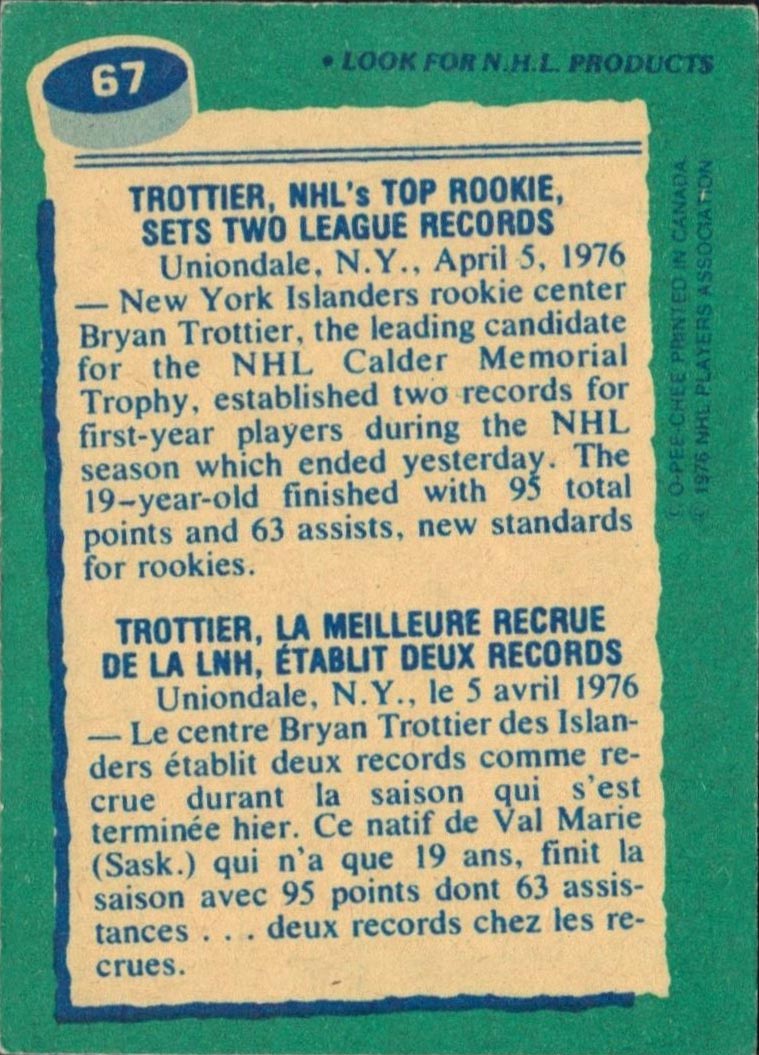 67
• LOOK FOR N.H.L. PRODUCTS
TROTTIER, NHL's TOP ROOKIE,
SETS TWO LEAGUE RECORDS
Uniondale, N.Y., April 5, 1976
— New York Islanders rookie center
Bryan Trottier, the leading candidate
for the NHL Calder Memorial
Trophy, established two records for
first-year players during the NHL
season which ended yesterday. The
19-year-old finished with 95 total
points and 63 assists, new standards
for rookies.
TROTTIER, LA MEILLEURE RECRUE
DE LA LNH, ÉTABLIT DEUX RECORDS
Uniondale, N.Y., le 5 avril 1976
— Le centre Bryan Trottier des Islan-
ders établit deux records comme re-
crue durant la saison qui s'est
terminée hier. Ce natif de Val Marie
(Sask.) qui n'a que 19 ans, finit la
saison avec 95 points dont 63 assis-
tances . . . deux records chez les re-
crues.
O-PEE-CHEE PRINTED IN CANADA
© 1976 NHL PLAYERS ASSOCIATION